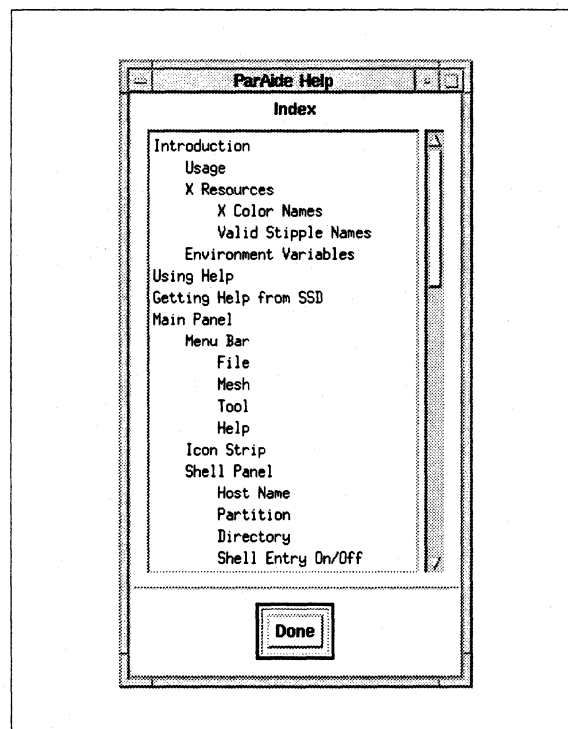 ParAide Help
Index
Introduction
Usage
X Resources
X Color Names
Valid Stipple Names
Environment Variables
Using Help
Getting Help from SSD
Main Panel
Menu Bar
File
Mesh
Tool
Help
Icon Strip
Shell Panel
Host Name
Partition
Directory
Shell Entry On/Off
Done